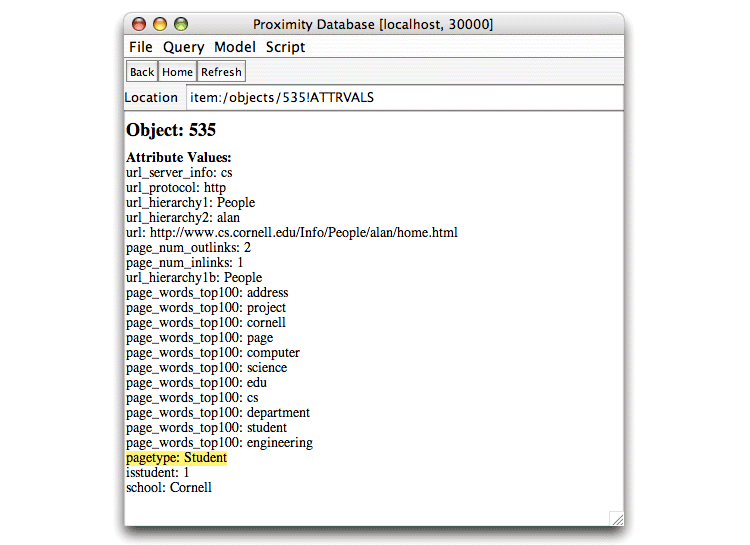 Proximity Database [localhost, 30000]
File Query Model Script
Back Home Refresh
Location item:/objects/535!ATTRVALS
Object: 535
Attribute Values:
url_server_info: cs
url_protocol: http
url_hierarchy1: People
url_hierarchy2: alan
url: http://www.cs.cornell.edu/Info/People/alan/home.html
page_num_outlinks: 2
page_num_inlinks: 1
url_hierarchy1b: People
page_words_top100: address
page_words_top100: project
page_words_top100: cornell
page_words_top100: page
page_words_top100: computer
page_words_top100: science
page_words_top100: edu
page_words_top100: cs
page_words_top100: department
page_words_top100: student
page_words_top100: engineering
pagetype: Student
isstudent: 1
school: Cornell